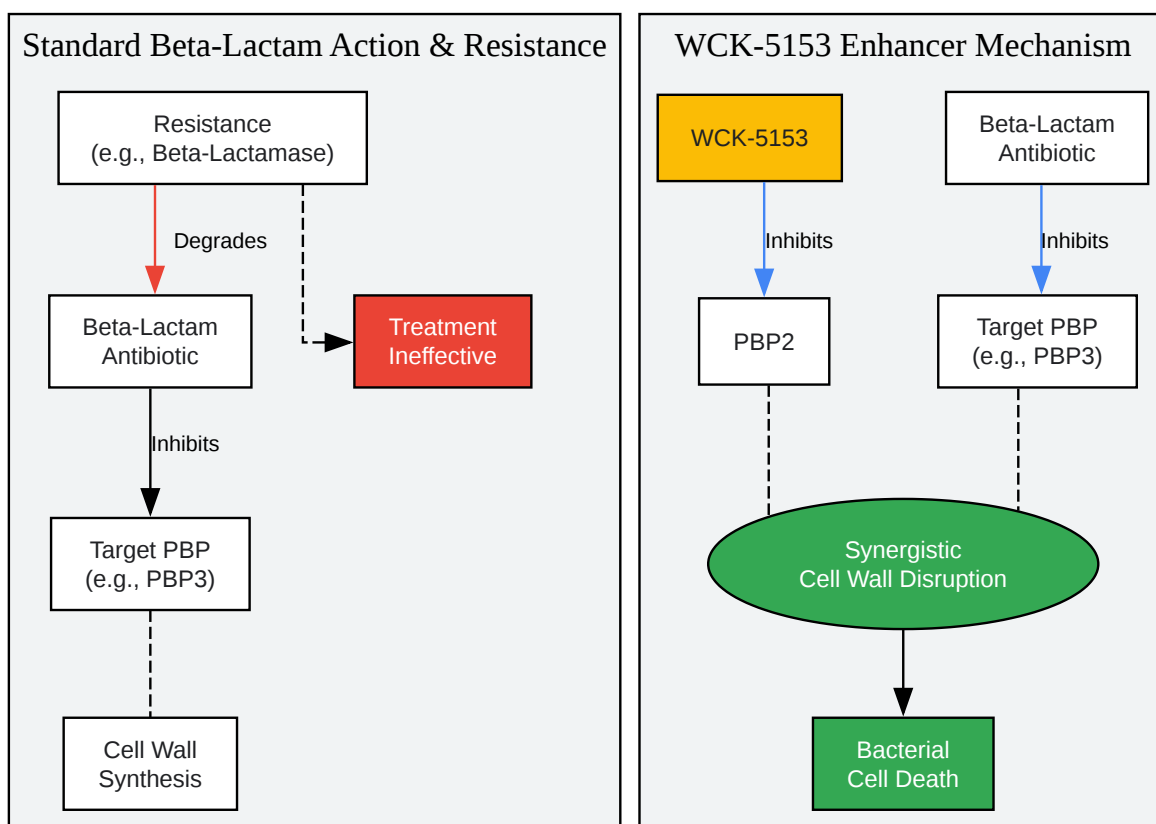 Standard Beta-Lactam Action & Resistance
Resistance
(e.g., Beta-Lactamase)
Degrades
Beta-Lactam
Antibiotic
Treatment
Ineffective
Inhibits
Target PBP
(e.g., PBP3)
Cell Wall
Synthesis
WCK-5153 Enhancer Mechanism
WCK-5153
Beta-Lactam
Antibiotic
Inhibits
Inhibits
PBP2
Target PBP
(e.g., PBP3)
Synergistic
Cell Wall Disruption
Bacterial
Cell Death